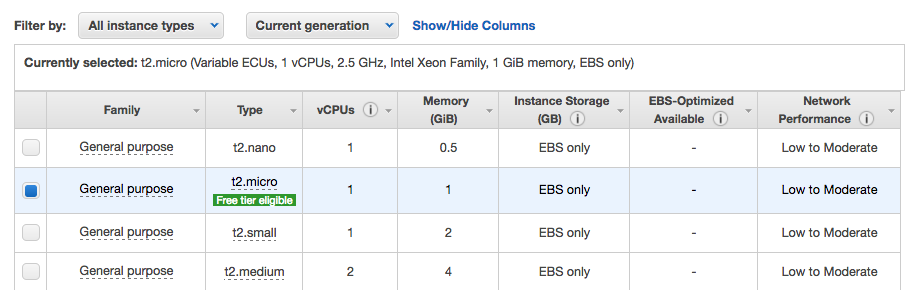 Filter by: All instance types Current generation Show/Hide Columns
Currently selected: t2.micro (Variable ECUs, 1 vCPUs, 2.5 GHz, Intel Xeon Family, 1 GiB memory, EBS only)
Family Type vCPUs i Memory (GiB) Instance Storage (GB) i EBS-Optimized Available i Network Performance i
General purpose t2.nano 1 0.5 EBS only - Low to Moderate
General purpose t2.micro Free tier eligible 1 1 EBS only - Low to Moderate
General purpose t2.small 1 2 EBS only - Low to Moderate
General purpose t2.medium 2 4 EBS only - Low to Moderate